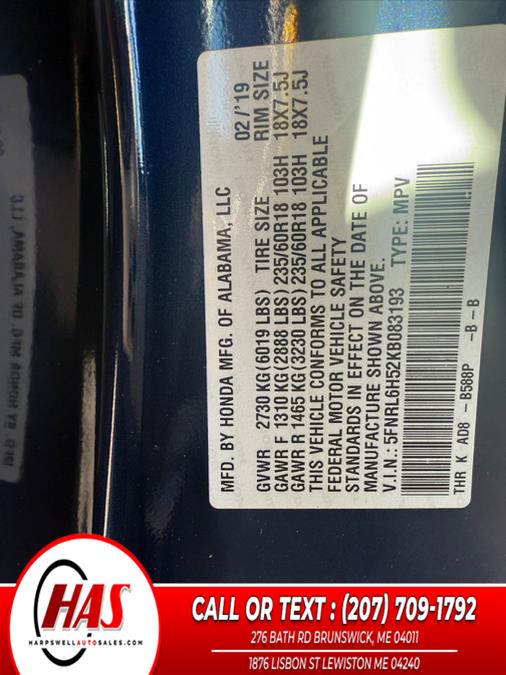 MFD. BY HONDA MFG. OF ALABAMA, LLC 02/'19
GVWR 2730 KG(6019 LBS) TIRE SIZE RIM SIZE
GAWR F 1310 KG(2888 LBS) 235/60R18 103H 18X7.5J
GAWR R 1465 KG(3230 LBS) 235/60R18 103H 18X7.5J
THIS VEHICLE CONFORMS TO ALL APPLICABLE
FEDERAL MOTOR VEHICLE SAFETY
STANDARDS IN EFFECT ON THE DATE OF
MANUFACTURE SHOWN ABOVE.
V.I.N.: 5FNRL6H52KB083193 TYPE: MPV
THR K AD8 - B588P -B-B
HAS
HARPSWELLAUTOSALES.COM
CALL OR TEXT : (207) 709-1792
276 BATH RD BRUNSWICK, ME 04011
1876 LISBON ST LEWISTON ME 04240